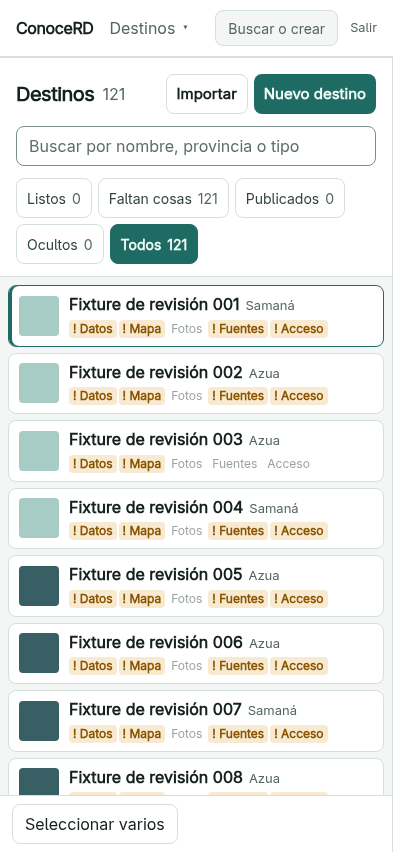 ConoceRD Destinos ▾ Buscar o crear Salir
Destinos 121 Importar Nuevo destino
Buscar por nombre, provincia o tipo
Listos 0 Faltan cosas 121 Publicados 0
Ocultos 0 Todos 121
Fixture de revisión 001 Samaná
! Datos ! Mapa Fotos ! Fuentes ! Acceso
Fixture de revisión 002 Azua
! Datos ! Mapa Fotos ! Fuentes ! Acceso
Fixture de revisión 003 Azua
! Datos ! Mapa Fotos Fuentes Acceso
Fixture de revisión 004 Samaná
! Datos ! Mapa Fotos ! Fuentes ! Acceso
Fixture de revisión 005 Azua
! Datos ! Mapa Fotos ! Fuentes ! Acceso
Fixture de revisión 006 Azua
! Datos ! Mapa Fotos ! Fuentes ! Acceso
Fixture de revisión 007 Samaná
! Datos ! Mapa Fotos ! Fuentes ! Acceso
Fixture de revisión 008 Azua
Seleccionar varios